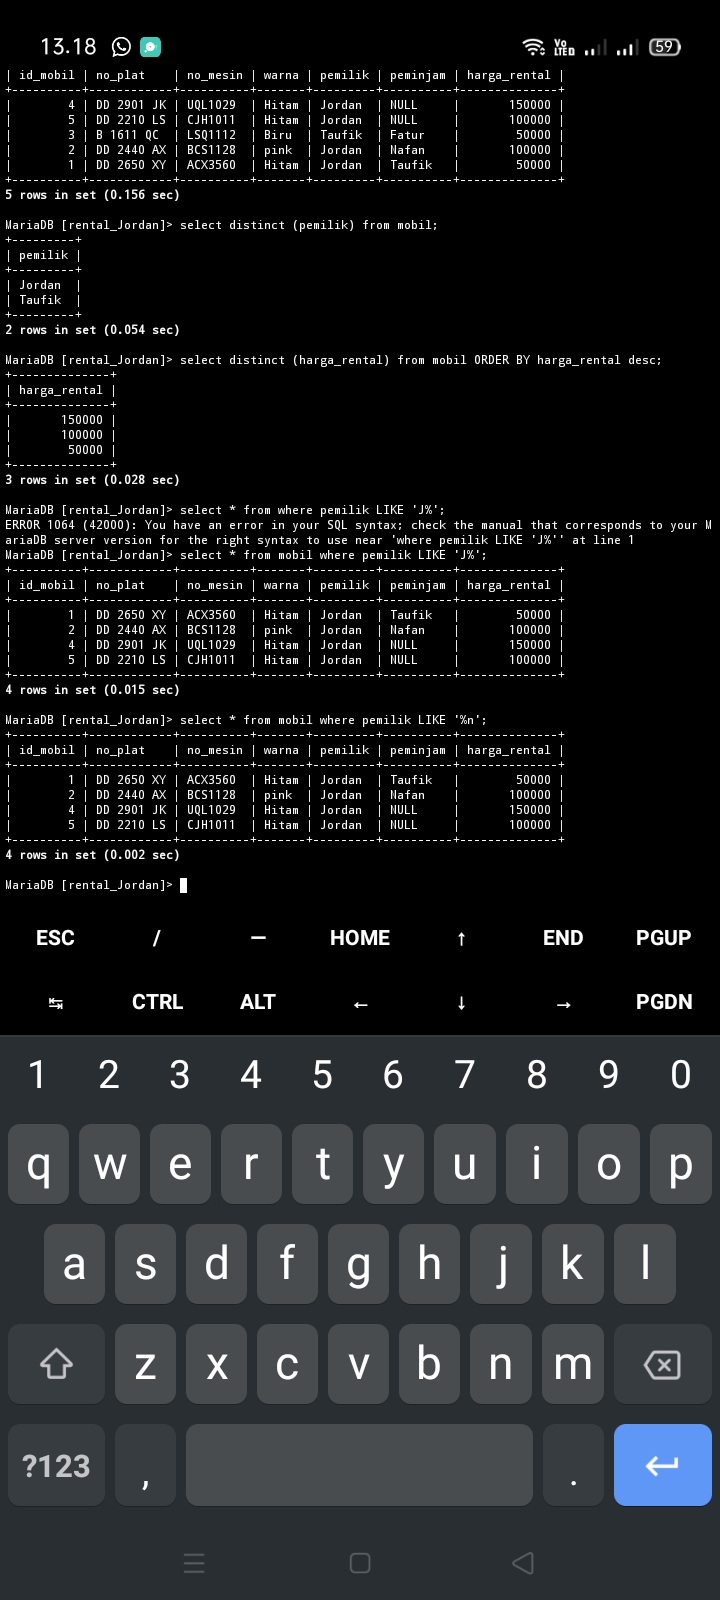 13.18 Vo LTED 59
| id_mobil | no_plat    | no_mesin | warna | pemilik | peminjam | harga_rental |
+----------+------------+----------+-------+---------+----------+--------------+
|        4 | DD 2901 JK | UQL1029  | Hitam | Jordan  | NULL     |       150000 |
|        5 | DD 2210 LS | CJH1011  | Hitam | Jordan  | NULL     |       100000 |
|        3 | B 1611 QC  | LSQ1112  | Biru  | Taufik  | Fatur    |        50000 |
|        2 | DD 2440 AX | BCS1128  | pink  | Jordan  | Nafan    |       100000 |
|        1 | DD 2650 XY | ACX3560  | Hitam | Jordan  | Taufik   |        50000 |
+----------+------------+----------+-------+---------+----------+--------------+
5 rows in set (0.156 sec)
MariaDB [rental_Jordan]> select distinct (pemilik) from mobil;
+---------+
| pemilik |
+---------+
| Jordan  |
| Taufik  |
+---------+
2 rows in set (0.054 sec)
MariaDB [rental_Jordan]> select distinct (harga_rental) from mobil ORDER BY harga_rental desc;
+--------------+
| harga_rental |
+--------------+
|       150000 |
|       100000 |
|        50000 |
+--------------+
3 rows in set (0.028 sec)
MariaDB [rental_Jordan]> select * from where pemilik LIKE 'J%';
ERROR 1064 (42000): You have an error in your SQL syntax; check the manual that corresponds to your M
ariaDB server version for the right syntax to use near 'where pemilik LIKE 'J%'' at line 1
MariaDB [rental_Jordan]> select * from mobil where pemilik LIKE 'J%';
+----------+------------+----------+-------+---------+----------+--------------+
| id_mobil | no_plat    | no_mesin | warna | pemilik | peminjam | harga_rental |
+----------+------------+----------+-------+---------+----------+--------------+
|        1 | DD 2650 XY | ACX3560  | Hitam | Jordan  | Taufik   |        50000 |
|        2 | DD 2440 AX | BCS1128  | pink  | Jordan  | Nafan    |       100000 |
|        4 | DD 2901 JK | UQL1029  | Hitam | Jordan  | NULL     |       150000 |
|        5 | DD 2210 LS | CJH1011  | Hitam | Jordan  | NULL     |       100000 |
+----------+------------+----------+-------+---------+----------+--------------+
4 rows in set (0.015 sec)
MariaDB [rental_Jordan]> select * from mobil where pemilik LIKE '%n';
+----------+------------+----------+-------+---------+----------+--------------+
| id_mobil | no_plat    | no_mesin | warna | pemilik | peminjam | harga_rental |
+----------+------------+----------+-------+---------+----------+--------------+
|        1 | DD 2650 XY | ACX3560  | Hitam | Jordan  | Taufik   |        50000 |
|        2 | DD 2440 AX | BCS1128  | pink  | Jordan  | Nafan    |       100000 |
|        4 | DD 2901 JK | UQL1029  | Hitam | Jordan  | NULL     |       150000 |
|        5 | DD 2210 LS | CJH1011  | Hitam | Jordan  | NULL     |       100000 |
+----------+------------+----------+-------+---------+----------+--------------+
4 rows in set (0.002 sec)
MariaDB [rental_Jordan]>
ESC / — HOME ↑ END PGUP
↹ CTRL ALT ← ↓ → PGDN
1 2 3 4 5 6 7 8 9 0
q w e r t y u i o p
a s d f g h j k l
z x c v b n m
?123 , .